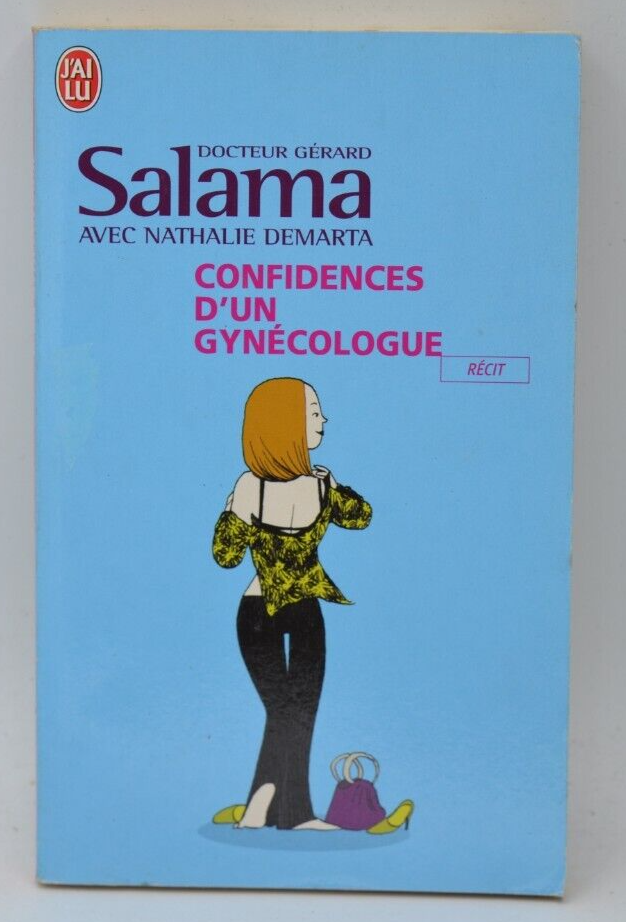 J'AI
LU
DOCTEUR GÉRARD
Salama
AVEC NATHALIE DEMARTA
CONFIDENCES
D'UN
GYNÉCOLOGUE
RÉCIT